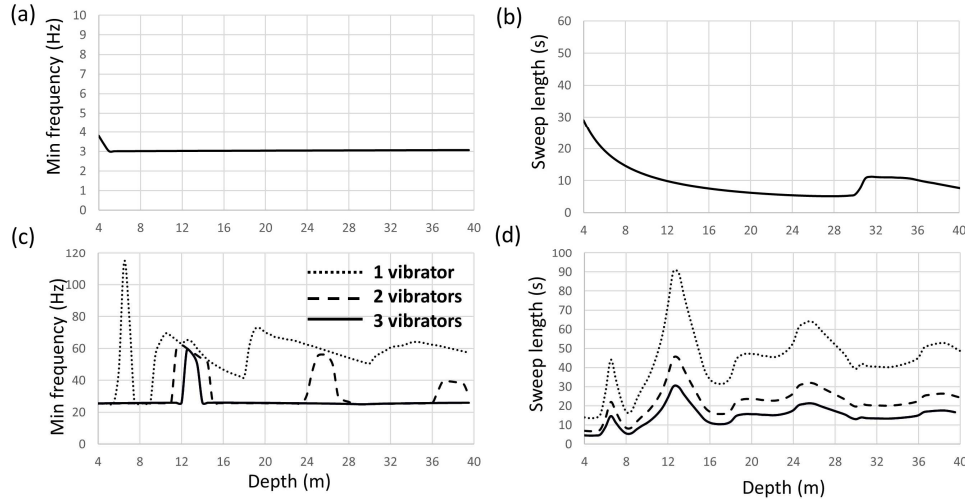 (a)
Min frequency (Hz)
10
9
8
7
6
5
4
3
2
1
0
4 8 12 16 20 24 28 32 36 40
(b)
Sweep length (s)
60
50
40
30
20
10
0
4 8 12 16 20 24 28 32 36 40
(c)
Min frequency (Hz)
120
100
80
60
40
20
0
1 vibrator
2 vibrators
3 vibrators
4 8 12 16 20 24 28 32 36 40
Depth (m)
(d)
Sweep length (s)
100
90
80
70
60
50
40
30
20
10
0
4 8 12 16 20 24 28 32 36 40
Depth (m)